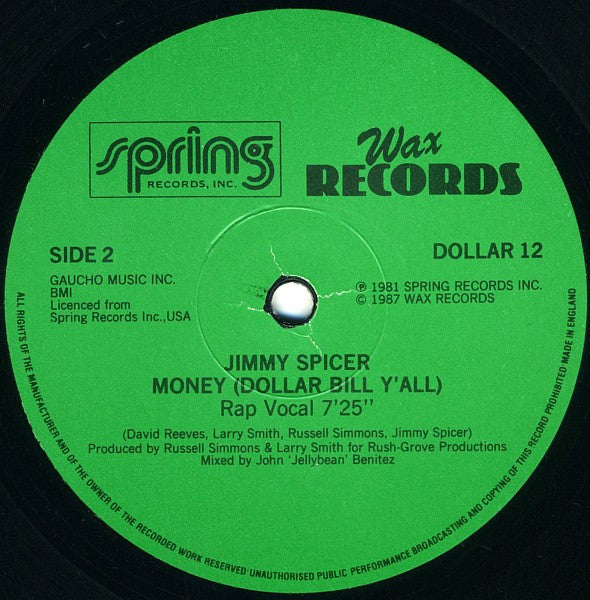 spring
RECORDS, INC.
Wax
RECORDS
SIDE 2
DOLLAR 12
GAUCHO MUSIC INC.
BMI
Licenced from
Spring Records Inc.,USA
℗ 1981 SPRING RECORDS INC.
© 1987 WAX RECORDS
JIMMY SPICER
MONEY (DOLLAR BILL Y'ALL)
Rap Vocal 7'25''
(David Reeves, Larry Smith, Russell Simmons, Jimmy Spicer)
Produced by Russell Simmons & Larry Smith for Rush-Grove Productions
Mixed by John 'Jellybean' Benitez
ALL RIGHTS OF THE MANUFACTURER AND OF THE OWNER OF THE RECORDED WORK RESERVED·UNAUTHORISED PUBLIC PERFORMANCE BROADCASTING AND COPYING OF THIS RECORD PROHIBITED·MADE IN ENGLAND